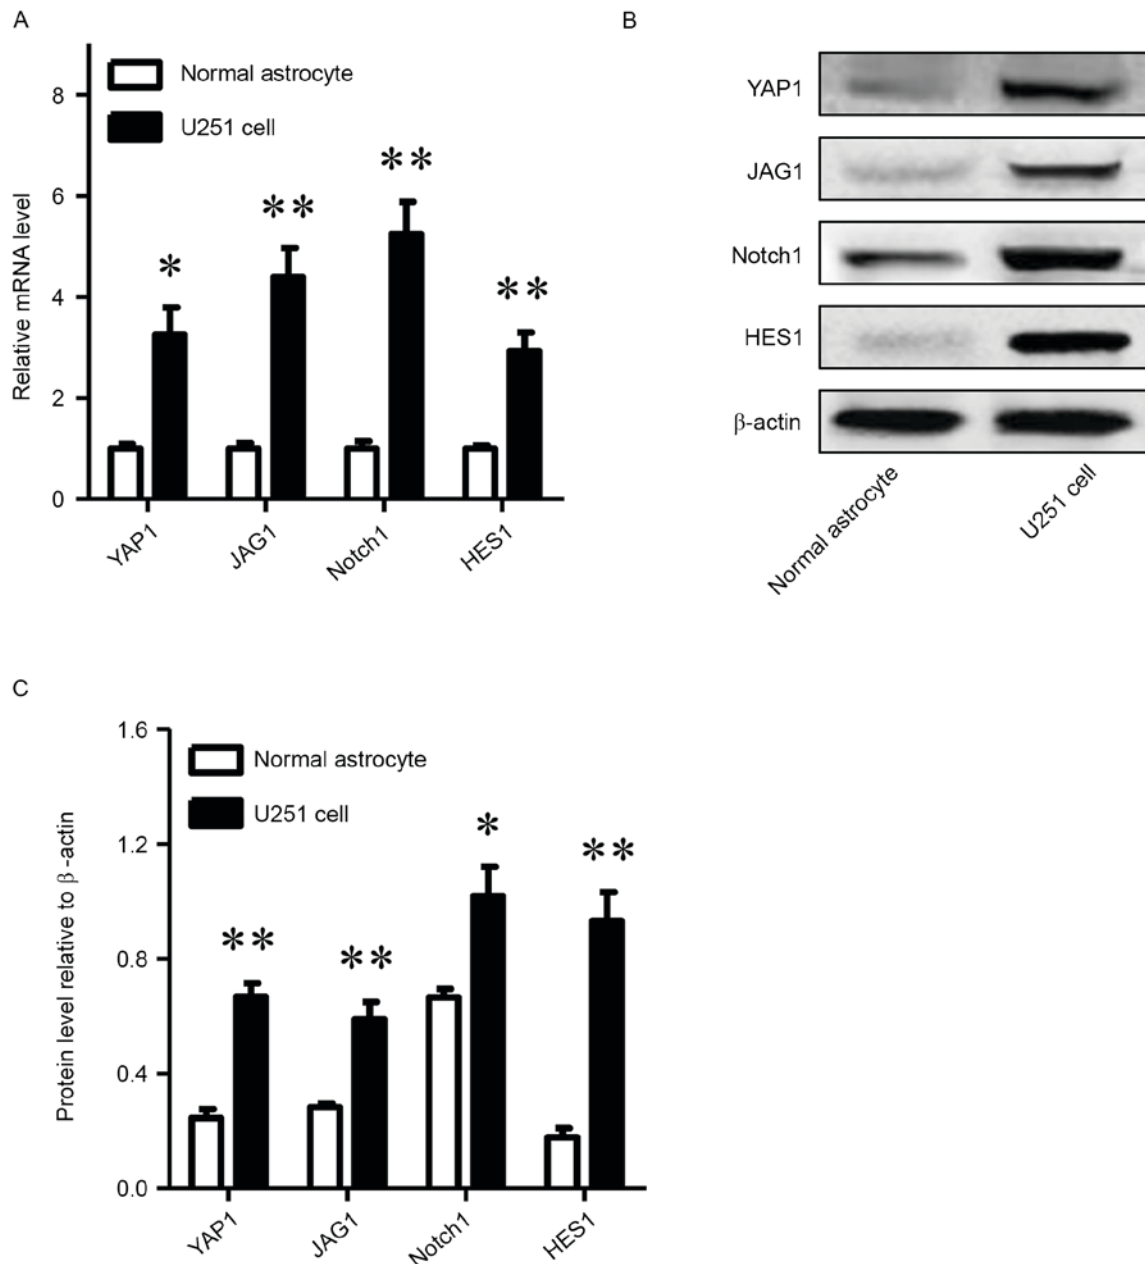 A
Normal astrocyte
U251 cell
**
**
*
**
8
6
4
2
0
Relative mRNA level
YAP1
JAG1
Notch1
HES1
B
YAP1
JAG1
Notch1
HES1
β-actin
Normal astrocyte
U251 cell
C
Normal astrocyte
U251 cell
*
**
**
**
1.6
1.2
0.8
0.4
0.0
Protein level relative to β -actin
YAP1
JAG1
Notch1
HES1